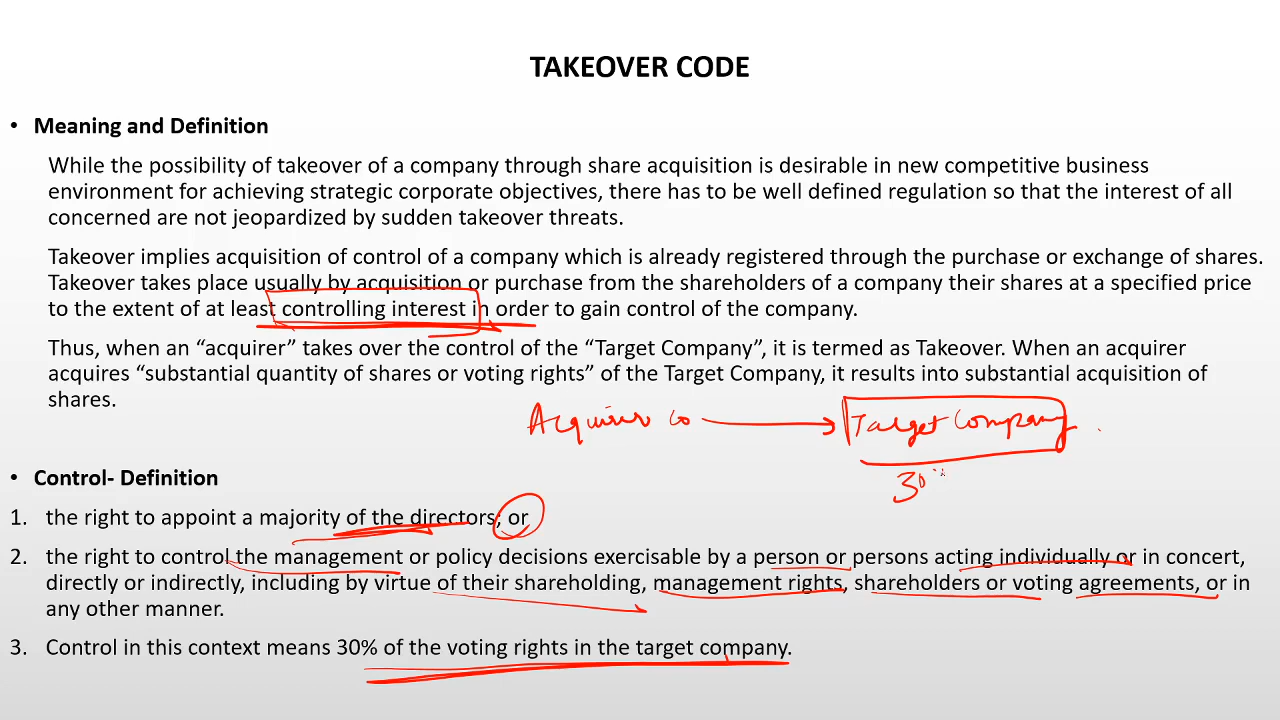 TAKEOVER CODE
• Meaning and Definition
While the possibility of takeover of a company through share acquisition is desirable in new competitive business
environment for achieving strategic corporate objectives, there has to be well defined regulation so that the interest of all
concerned are not jeopardized by sudden takeover threats.
Takeover implies acquisition of control of a company which is already registered through the purchase or exchange of shares.
Takeover takes place usually by acquisition or purchase from the shareholders of a company their shares at a specified price
to the extent of at least controlling interest in order to gain control of the company.
Thus, when an “acquirer” takes over the control of the “Target Company”, it is termed as Takeover. When an acquirer
acquires “substantial quantity of shares or voting rights” of the Target Company, it results into substantial acquisition of
shares.
Acquirer co Target Company
30%
• Control- Definition
1. the right to appoint a majority of the directors; or
2. the right to control the management or policy decisions exercisable by a person or persons acting individually or in concert,
directly or indirectly, including by virtue of their shareholding, management rights, shareholders or voting agreements, or in
any other manner.
3. Control in this context means 30% of the voting rights in the target company.